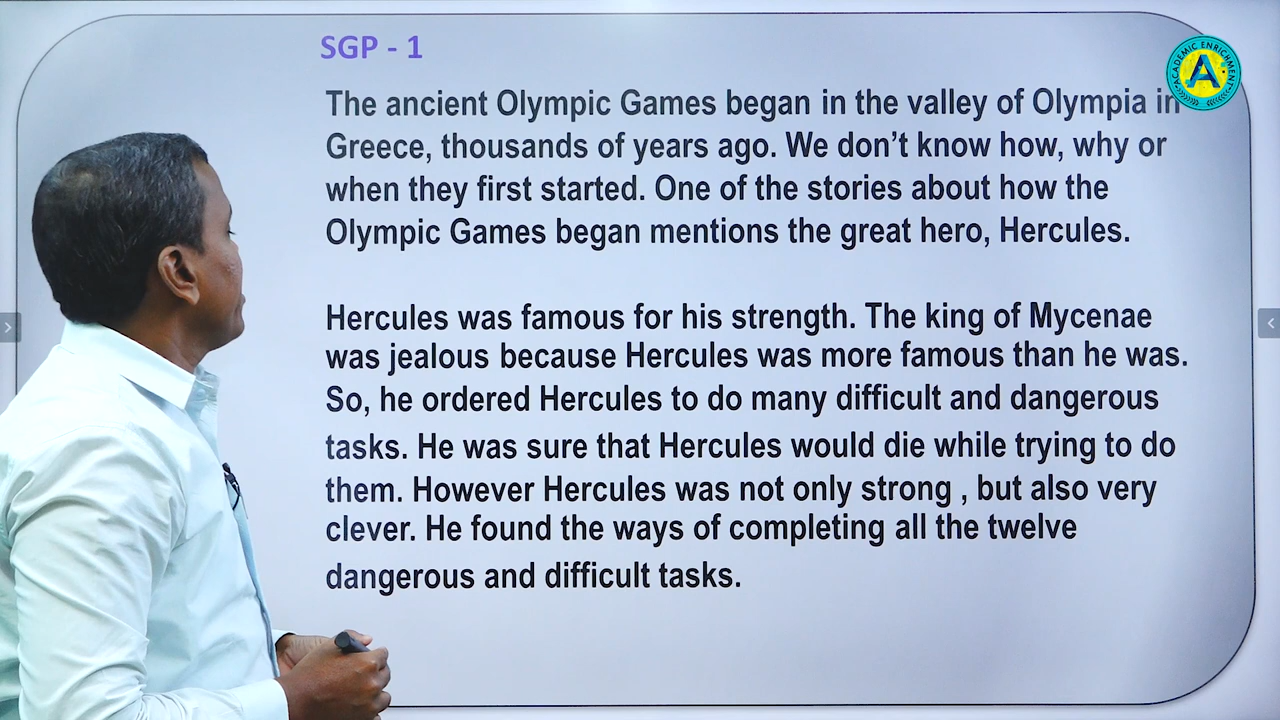 SGP - 1
ACADEMIC ENRICHMENT
A
The ancient Olympic Games began in the valley of Olympia in
Greece, thousands of years ago. We don’t know how, why or
when they first started. One of the stories about how the
Olympic Games began mentions the great hero, Hercules.
Hercules was famous for his strength. The king of Mycenae
was jealous because Hercules was more famous than he was.
So, he ordered Hercules to do many difficult and dangerous
tasks. He was sure that Hercules would die while trying to do
them. However Hercules was not only strong , but also very
clever. He found the ways of completing all the twelve
dangerous and difficult tasks.